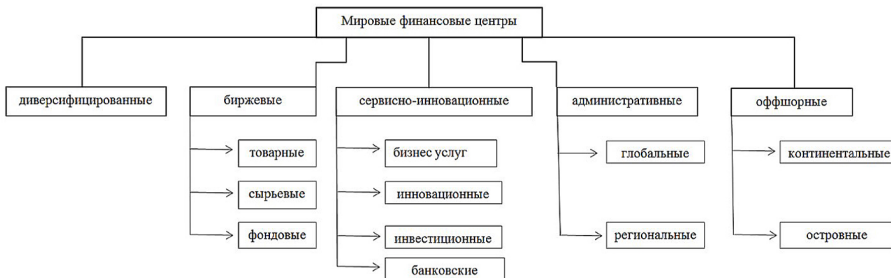 Мировые финансовые центры
диверсифицированные
биржевые
сервисно-инновационные
административные
оффшорные
товарные
бизнес услуг
глобальные
континентальные
сырьевые
инновационные
фондовые
инвестиционные
региональные
островные
банковские